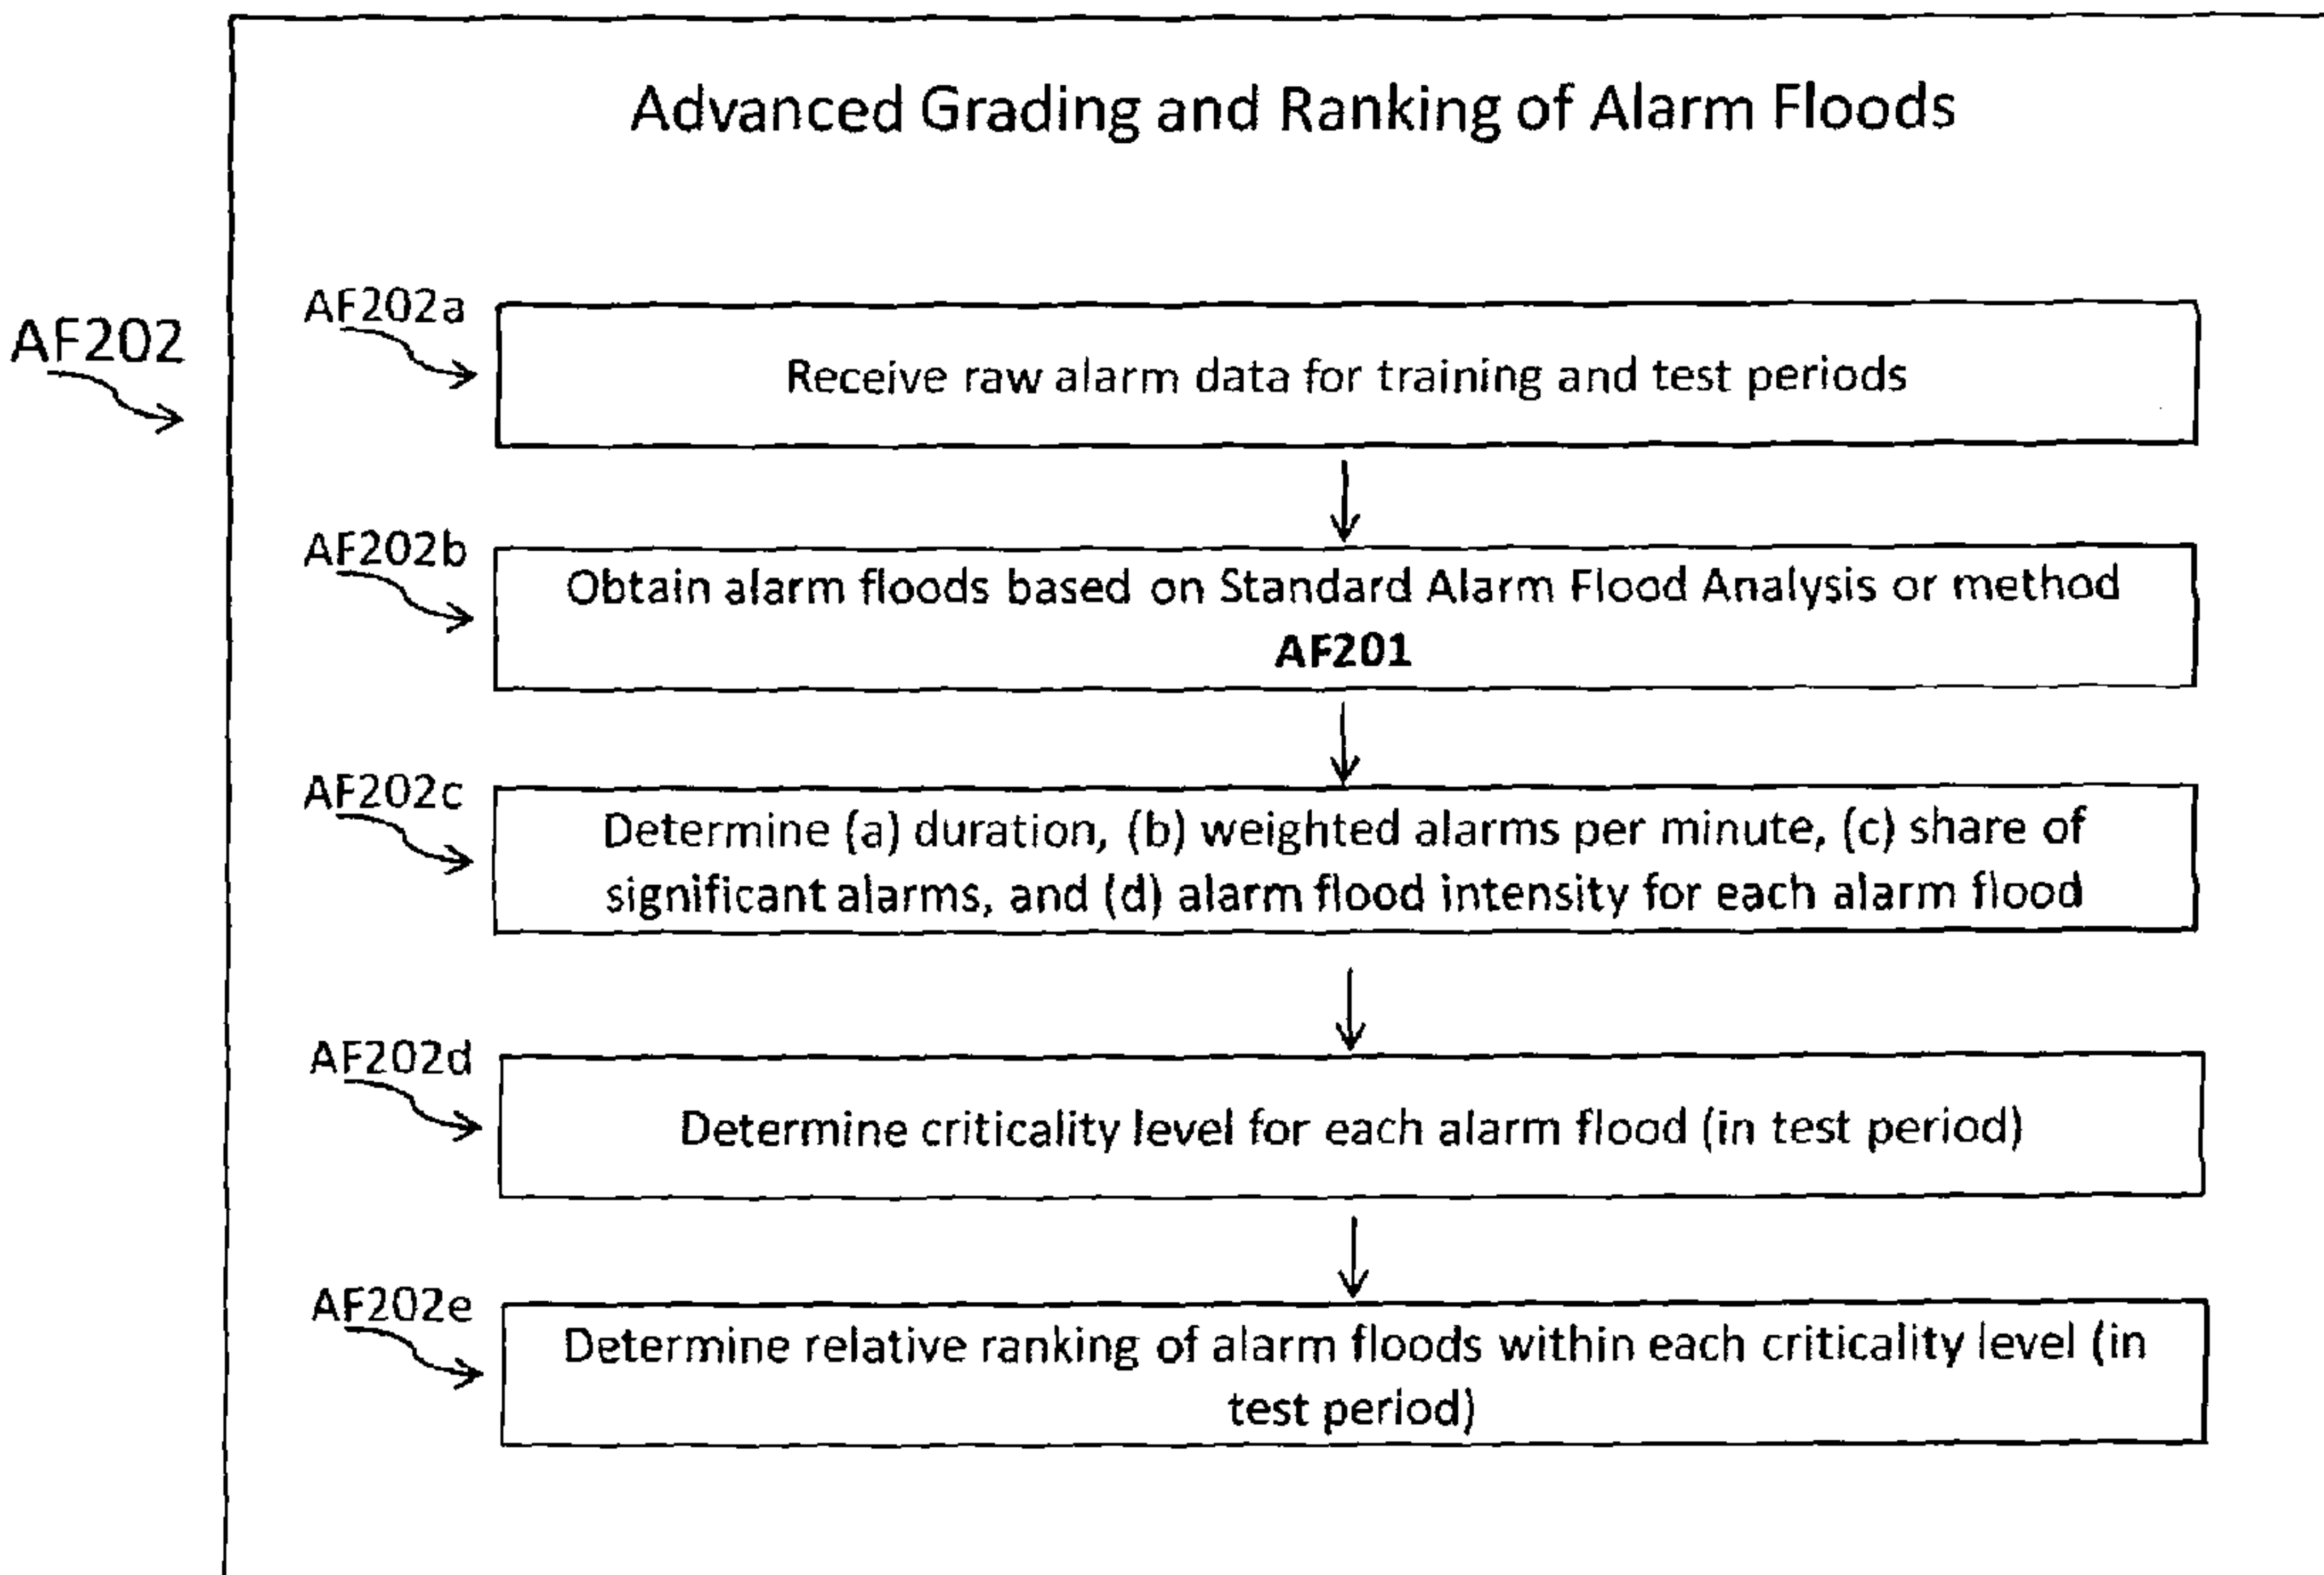 Advanced Grading and Ranking of Alarm Floods
AF202
AF202a
Receive raw alarm data for training and test periods
AF202b
Obtain alarm floods based on Standard Alarm Flood Analysis or method
AF201
AF202c
Determine (a) duration, (b) weighted alarms per minute, (c) share of
significant alarms, and (d) alarm flood intensity for each alarm flood
AF202d
Determine criticality level for each alarm flood (in test period)
AF202e
Determine relative ranking of alarm floods within each criticality level (in
test period)